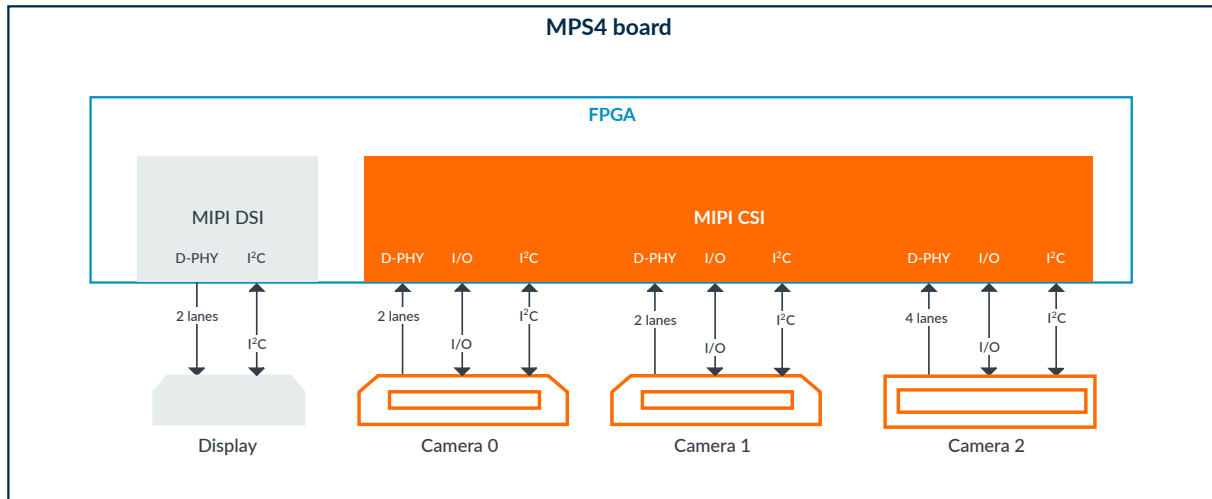 MPS4 board
FPGA
MIPI DSI
MIPI CSI
D-PHY I²C
D-PHY I/O I²C
D-PHY I/O I²C
D-PHY I/O I²C
2 lanes
I²C
2 lanes
I/O
I²C
2 lanes
I/O
I²C
4 lanes
I/O
I²C
Display
Camera 0
Camera 1
Camera 2